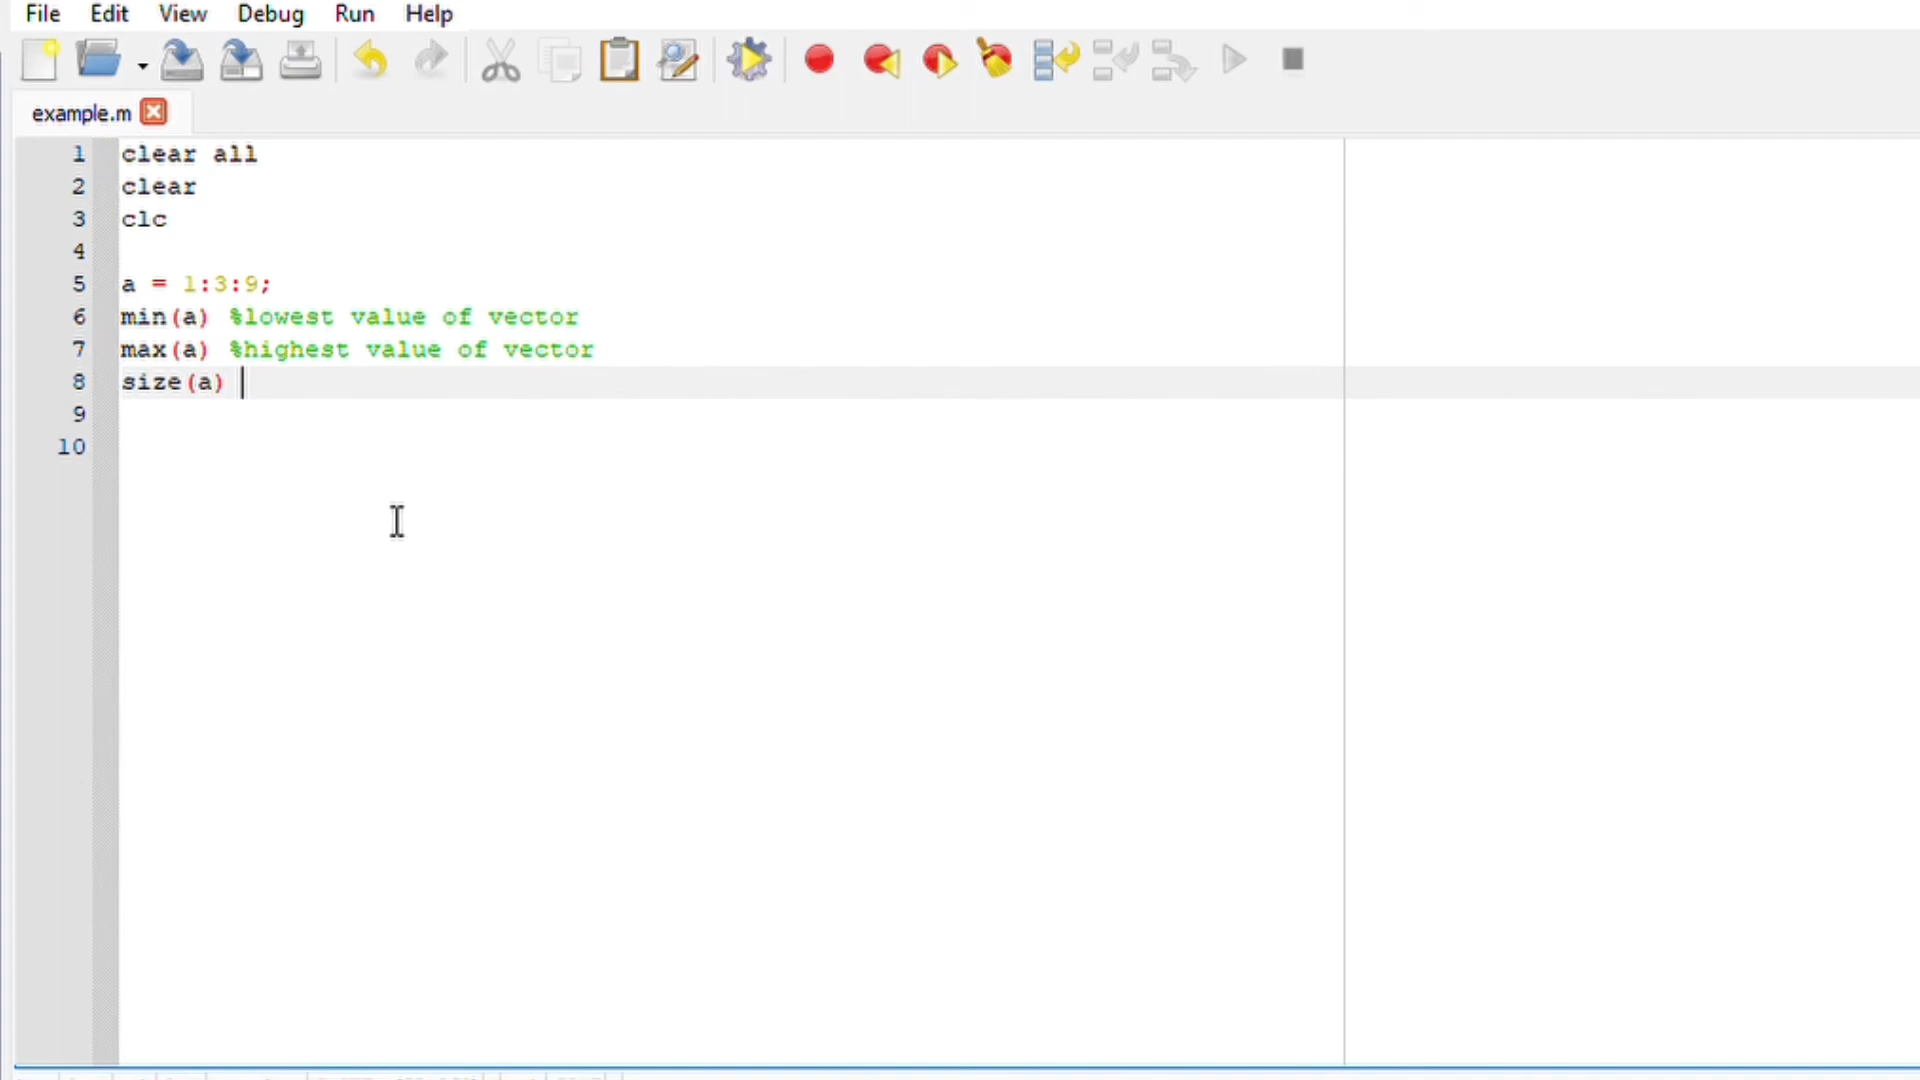 File Edit View Debug Run Help
example.m
1 clear all
2 clear
3 clc
4
5 a = 1:3:9;
6 min(a) %lowest value of vector
7 max(a) %highest value of vector
8 size(a)
9
10